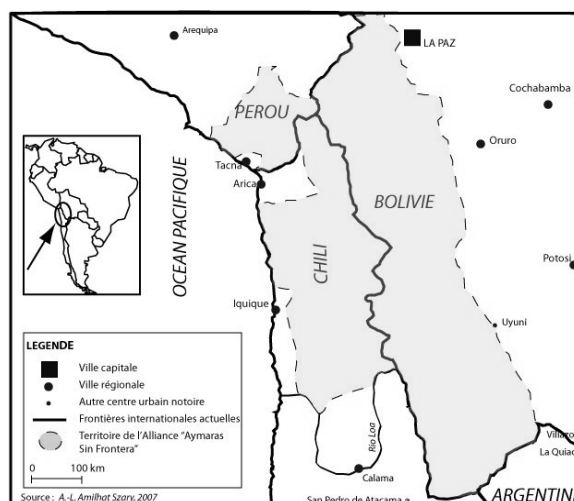 Arequipa
LA PAZ
PEROU
Cochabamba
Oruro
Tacna
Arica
BOLIVIE
OCEAN PACIFIQUE
CHILI
Potosi
Iquique
Uyuni
LEGENDE
Ville capitale
Ville régionale
Autre centre urbain notoire
Frontières internationales actuelles
Territoire de l'Alliance "Aymaras
Sin Frontera"
0 100 km
Rio Loa
Villazo
La Quiac
Calama
ARGENTIN
San Pedro de Atacama
Source : A.-L. Amilhat Szary, 2007